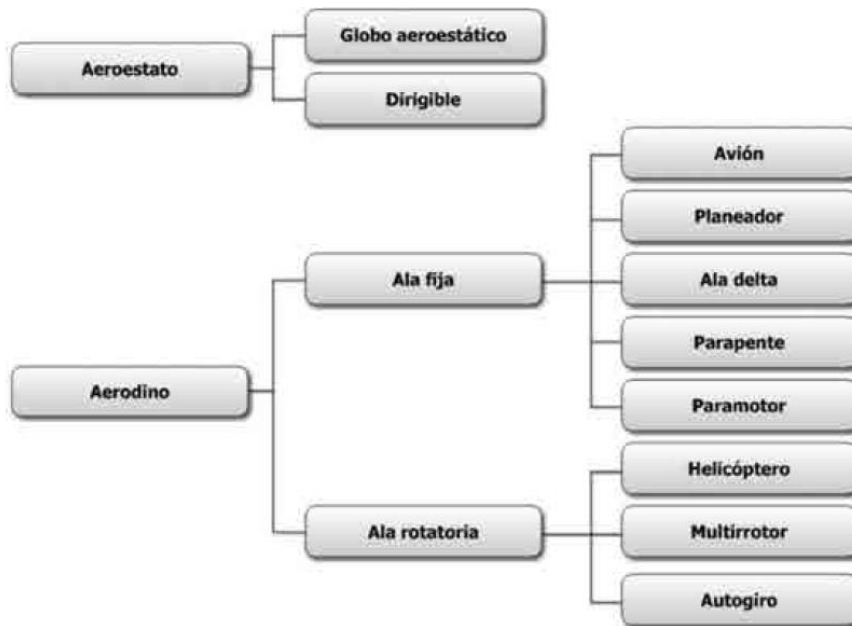 Aeroestato
Globo aeroestático
Dirigible
Aerodino
Ala fija
Avión
Planeador
Ala delta
Parapente
Paramotor
Ala rotatoria
Helicóptero
Multirrotor
Autogiro